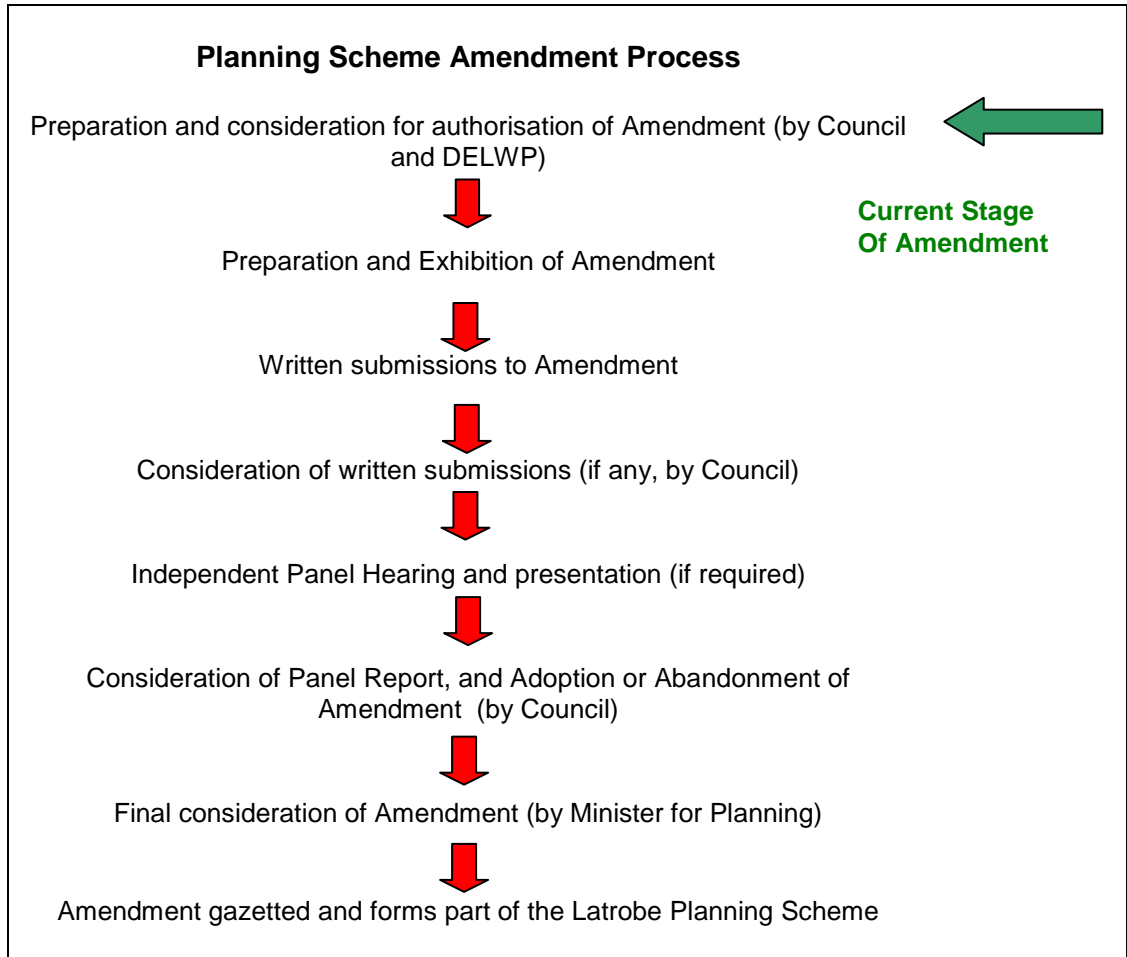 Planning Scheme Amendment Process
Preparation and consideration for authorisation of Amendment (by Council
and DELWP)
Current Stage
Of Amendment
Preparation and Exhibition of Amendment
Written submissions to Amendment
Consideration of written submissions (if any, by Council)
Independent Panel Hearing and presentation (if required)
Consideration of Panel Report, and Adoption or Abandonment of
Amendment (by Council)
Final consideration of Amendment (by Minister for Planning)
Amendment gazetted and forms part of the Latrobe Planning Scheme